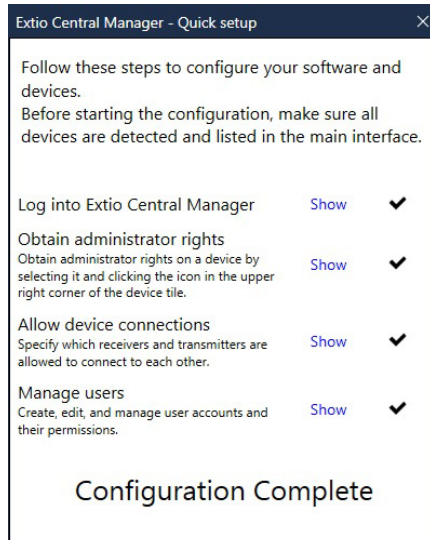 Extio Central Manager - Quick setup
Follow these steps to configure your software and
devices.
Before starting the configuration, make sure all
devices are detected and listed in the main interface.
Log into Extio Central Manager Show
Obtain administrator rights
Obtain administrator rights on a device by
selecting it and clicking the icon in the upper
right corner of the device tile.
Show
Allow device connections
Specify which receivers and transmitters are
allowed to connect to each other.
Show
Manage users
Create, edit, and manage user accounts and
their permissions.
Show
Configuration Complete